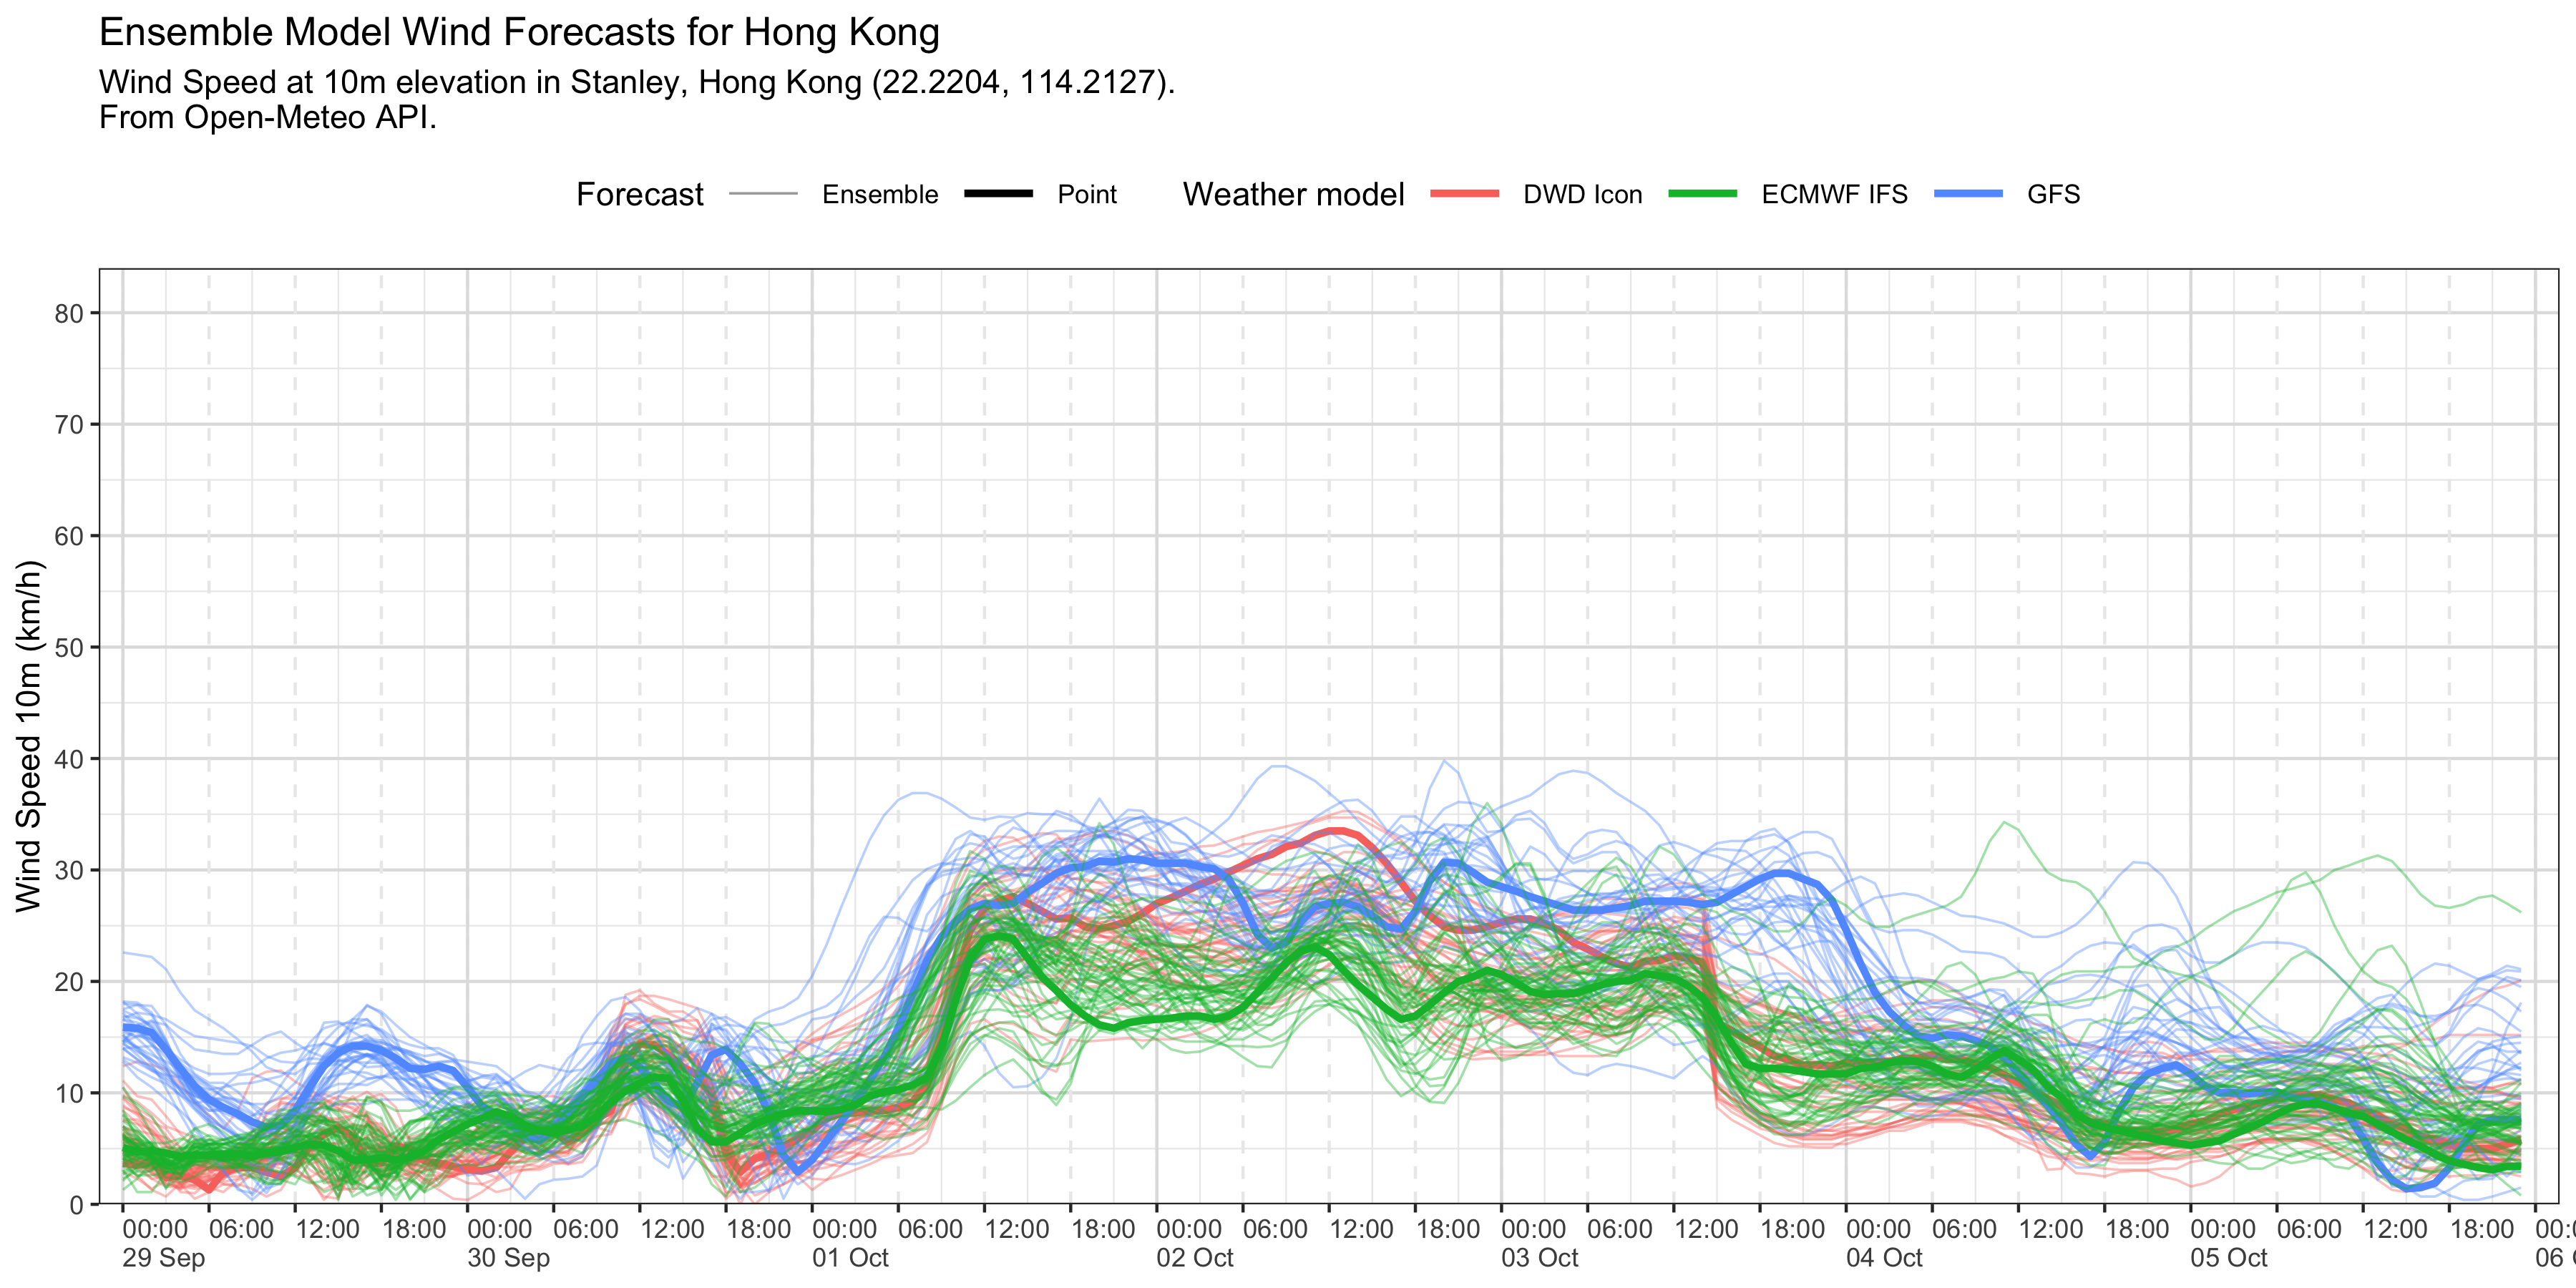 Ensemble Model Wind Forecasts for Hong Kong
Wind Speed at 10m elevation in Stanley, Hong Kong (22.2204, 114.2127).
From Open-Meteo API.
Forecast Ensemble Point Weather model DWD Icon ECMWF IFS GFS
Wind Speed 10m (km/h)
80
70
60
50
40
30
20
10
0
00:00 06:00 12:00 18:00 00:00 06:00 12:00 18:00 00:00 06:00 12:00 18:00 00:00 06:00 12:00 18:00 00:00 06:00 12:00 18:00 00:00 06:00 12:00 18:00 00:00 06:00 12:00 18:00
29 Sep 30 Sep 01 Oct 02 Oct 03 Oct 04 Oct 05 Oct 06